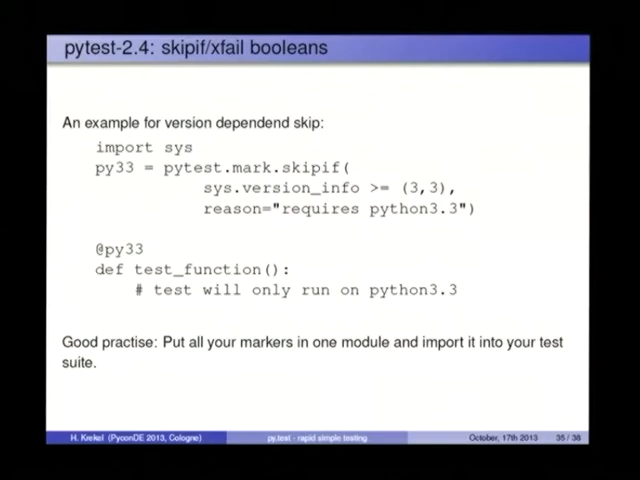 pytest-2.4: skipif/xfail booleans
An example for version dependend skip:
import sys
py33 = pytest.mark.skipif(
sys.version_info >= (3,3),
reason="requires python3.3")
@py33
def test_function():
# test will only run on python3.3
Good practise: Put all your markers in one module and import it into your test
suite.
H. Krekel (PyconDE 2013, Cologne)
py.test - rapid simple testing
October, 17th 2013
35 / 38